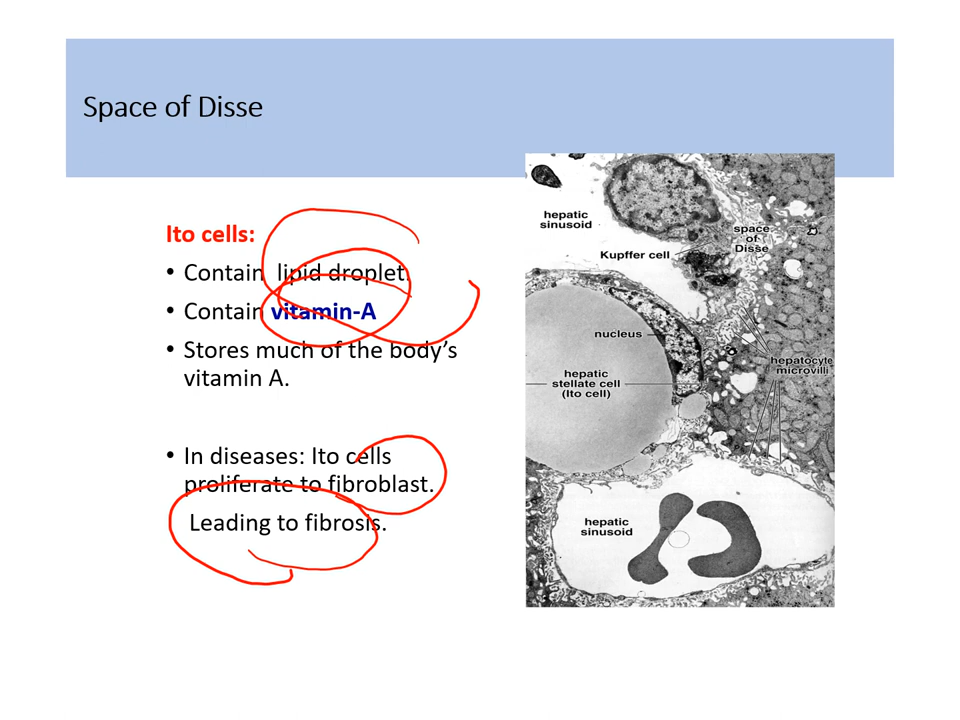 Space of Disse
Ito cells:
• Contain lipid droplet.
• Contain vitamin-A
• Stores much of the body's
vitamin A.
• In diseases: Ito cells
proliferate to fibroblast.
Leading to fibrosis.
hepatic
sinusoid
space
of
Disse
Kupffer cell
nucleus
hepatocyte
microvilli
hepatic
stellate cell
(Ito cell)
hepatic
sinusoid